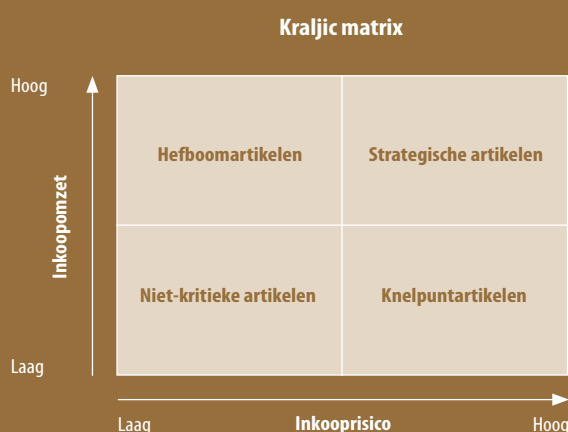 Kraljic matrix
Hoog
Hefboomartikelen
Strategische artikelen
Inkoopomzet
Niet-kritieke artikelen
Knelpuntartikelen
Laag
Laag
Inkooprisico
Hoog